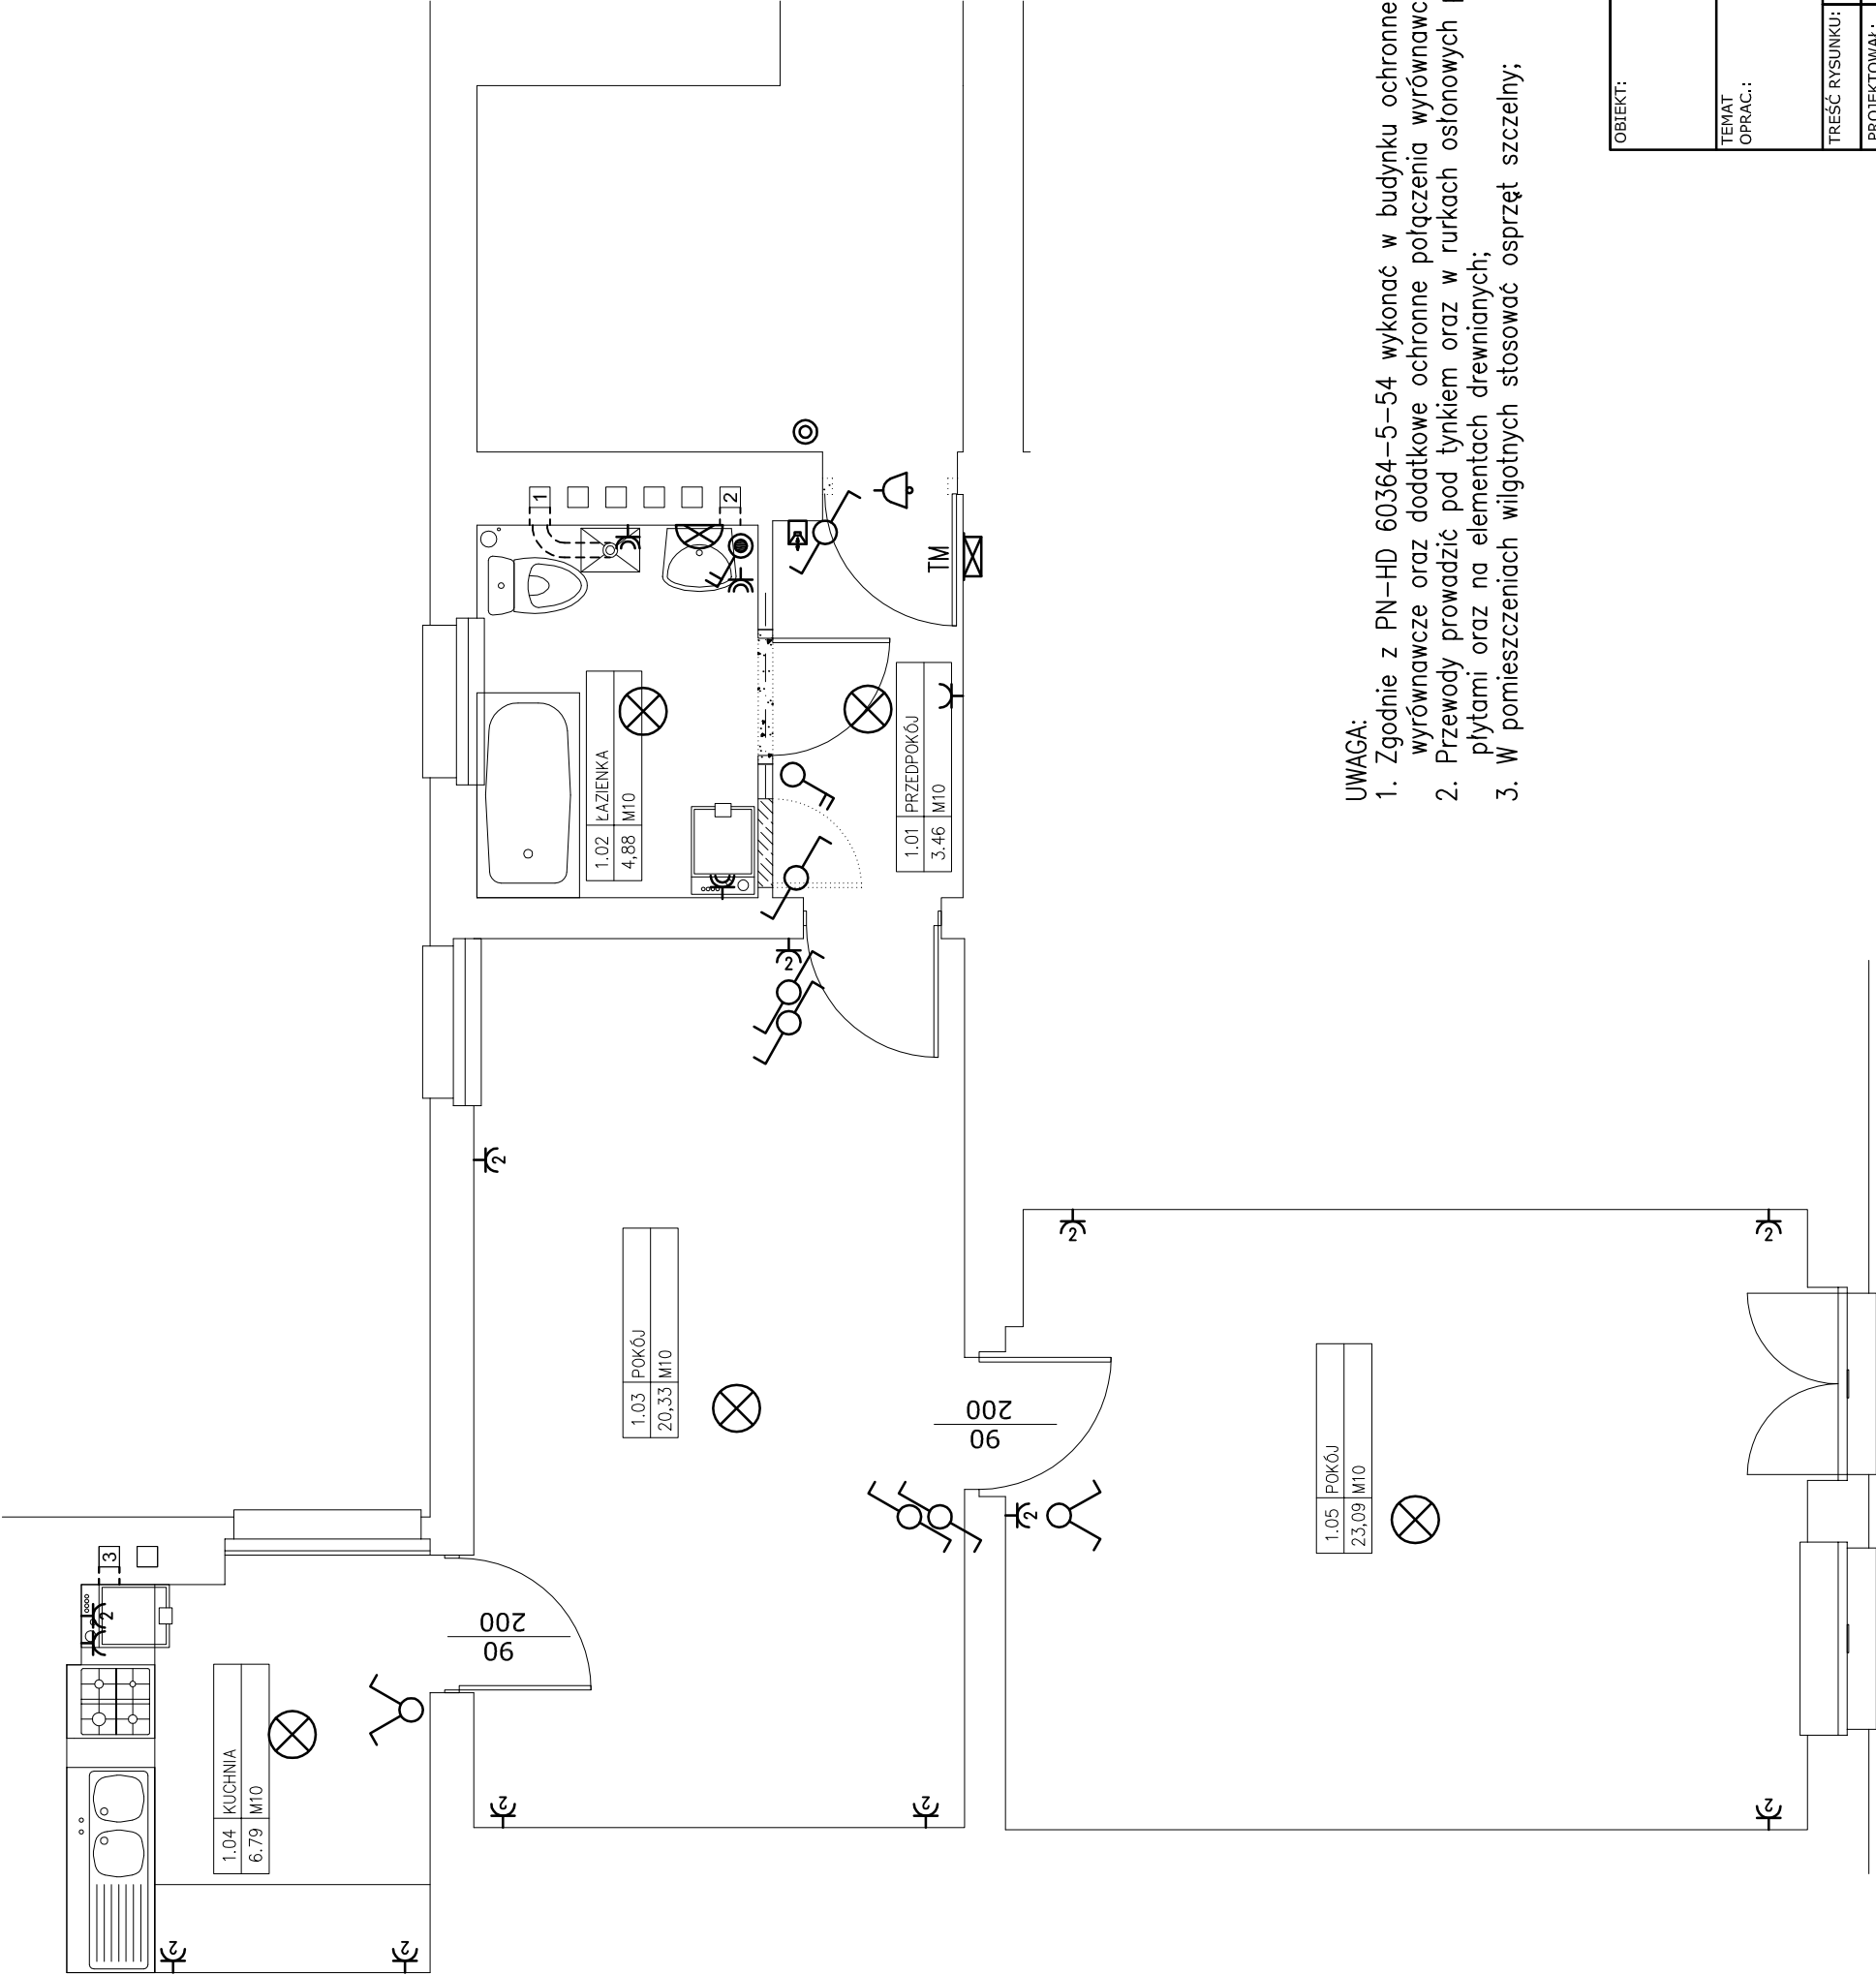 3
2
2
1.04 KUCHNIA
6.79 M10
2
2
90
200
2
2
2
1.03 POKÓJ
20,33 M10
2
1
2
1.02 ŁAZIENKA
4,88 M10
1.01 PRZEDPOKÓJ
3.46 M10
TM
90
200
2
2
2
2
1.05 POKÓJ
23,09 M10
UWAGA:
1. Zgodnie z PN-HD 60364-5-54 wykonać w budynku ochronne
wyrównawcze oraz dodatkowe ochronne połączenia wyrównawc
2. Przewody prowadzić pod tynkiem oraz w rurkach osłonowych
płytami oraz na elementach drewnianych;
3. W pomieszczeniach wilgotnych stosować osprzęt szczelny;
OBIEKT:
TEMAT
OPRAC.:
TREŚĆ RYSUNKU:
PROJEKTOWAŁ: